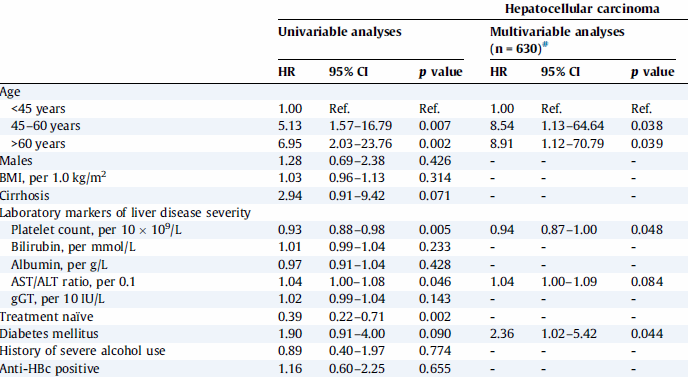 Hepatocellular carcinoma
Univariable analyses Multivariable analyses
(n = 630)#
HR 95% CI p value HR 95% CI p value
Age
<45 years 1.00 Ref. Ref. 1.00 Ref. Ref.
45–60 years 5.13 1.57–16.79 0.007 8.54 1.13–64.64 0.038
>60 years 6.95 2.03–23.76 0.002 8.91 1.12–70.79 0.039
Males 1.28 0.69–2.38 0.426 - - -
BMI, per 1.0 kg/m² 1.03 0.96–1.13 0.314 - - -
Cirrhosis 2.94 0.91–9.42 0.071 - - -
Laboratory markers of liver disease severity
Platelet count, per 10 × 10⁹/L 0.93 0.88–0.98 0.005 0.94 0.87–1.00 0.048
Bilirubin, per mmol/L 1.01 0.99–1.04 0.233 - - -
Albumin, per g/L 0.97 0.91–1.04 0.428 - - -
AST/ALT ratio, per 0.1 1.04 1.00–1.08 0.046 1.04 1.00–1.09 0.084
gGT, per 10 IU/L 1.02 0.99–1.04 0.143 - - -
Treatment naïve 0.39 0.22–0.71 0.002 - - -
Diabetes mellitus 1.90 0.91–4.00 0.090 2.36 1.02–5.42 0.044
History of severe alcohol use 0.89 0.40–1.97 0.774 - - -
Anti-HBc positive 1.16 0.60–2.25 0.655 - - -